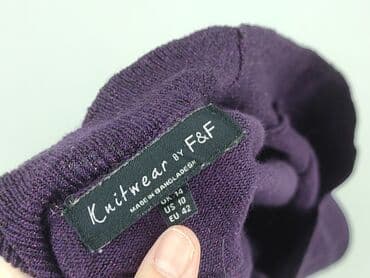 Knitwear BY F&F
MADE IN BANGLADESH
UK 14
US 10
EU 42